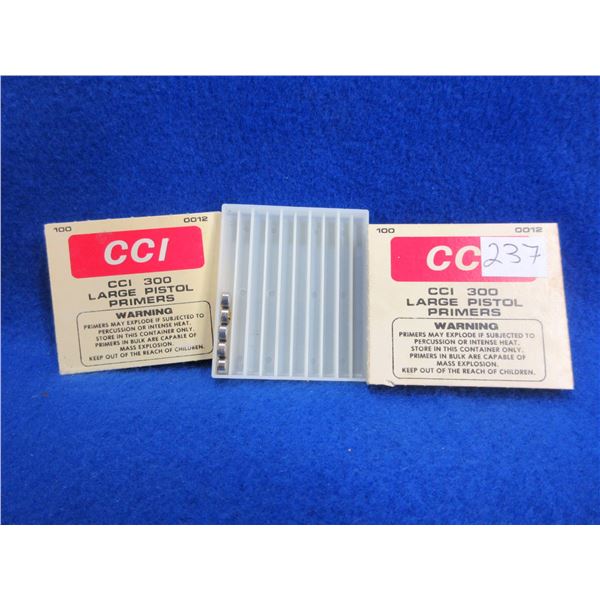 100 0012
CCI
CCI 300
LARGE PISTOL
PRIMERS
WARNING
PRIMERS MAY EXPLODE IF SUBJECTED TO
PERCUSSION OR INTENSE HEAT.
STORE IN THIS CONTAINER ONLY.
PRIMERS IN BULK ARE CAPABLE OF
MASS EXPLOSION.
KEEP OUT OF THE REACH OF CHILDREN.
100 0012
CC
237
CCI 300
LARGE PISTOL
PRIMERS
WARNING
PRIMERS MAY EXPLODE IF SUBJECTED TO
PERCUSSION OR INTENSE HEAT.
STORE IN THIS CONTAINER ONLY.
PRIMERS IN BULK ARE CAPABLE OF
MASS EXPLOSION.
KEEP OUT OF THE REACH OF CHILDREN.